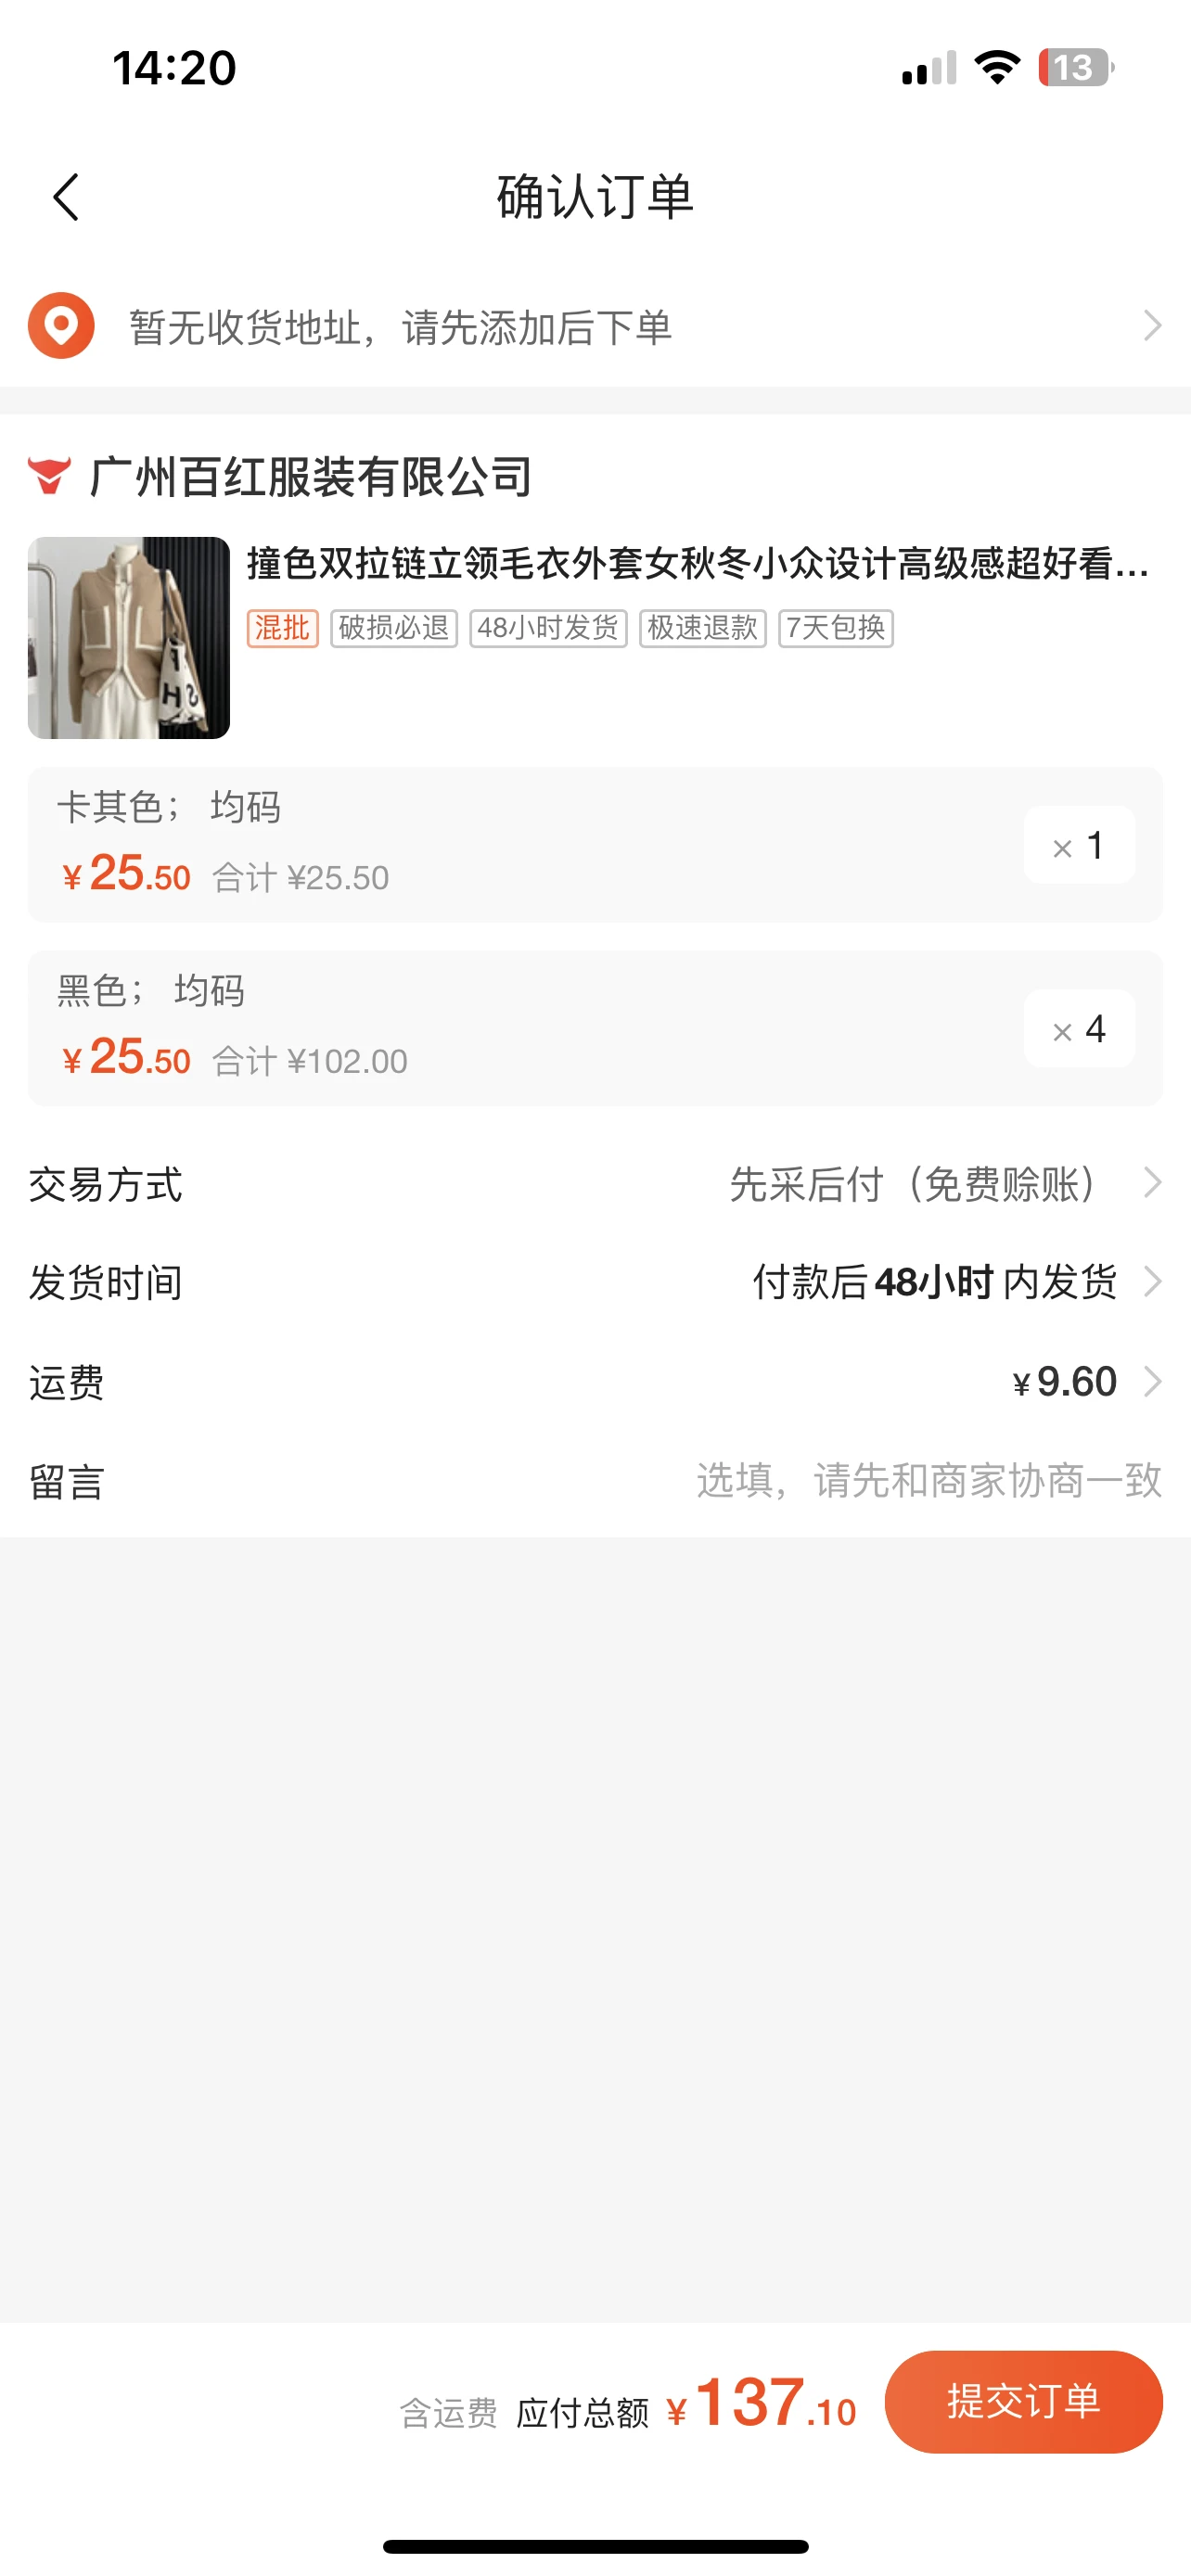 14:20
13
确认订单
暂无收货地址，请先添加后下单
广州百红服装有限公司
撞色双拉链立领毛衣外套女秋冬小众设计高级感超好看...
混批 破损必退 48小时发货 极速退款 7天包换
卡其色； 均码
× 1
¥25.50 合计 ¥25.50
黑色； 均码
× 4
¥25.50 合计 ¥102.00
交易方式 先采后付（免费赊账）
发货时间 付款后48小时内发货
运费 ¥9.60
留言 选填，请先和商家协商一致
含运费 应付总额 ¥137.10 提交订单